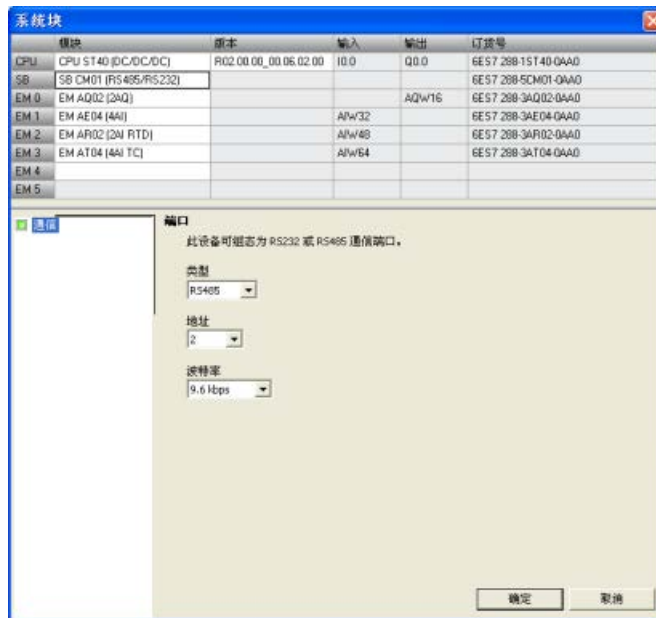 系统块
模块 版本 输入 输出 订货号
CPU CPU ST40 (DC/DC/DC) R02.00.00_00.06.02.00 I0.0 Q0.0 6ES7 288-1ST40-0AA0
SB SB CM01 (RS485/RS232) 6ES7 288-5CM01-0AA0
EM 0 EM AQ02 (2AQ) AQW16 6ES7 288-3AQ02-0AA0
EM 1 EM AE04 (4AI) AIW32 6ES7 288-3AE04-0AA0
EM 2 EM AR02 (2AI RTD) AIW48 6ES7 288-3AR02-0AA0
EM 3 EM AT04 (4AI TC) AIW64 6ES7 288-3AT04-0AA0
EM 4
EM 5
通信
端口
此设备可组态为 RS232 或 RS485 通信端口。
类型
RS485
地址
2
波特率
9.6 kbps
确定 取消